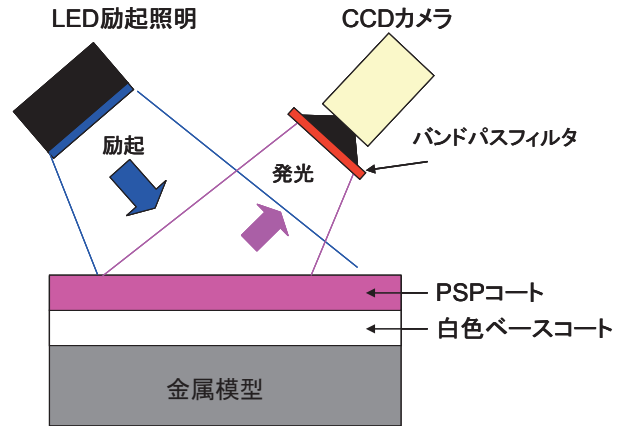 LED励起照明
CCDカメラ
バンドパスフィルタ
励起
発光
PSPコート
白色ベースコート
金属模型